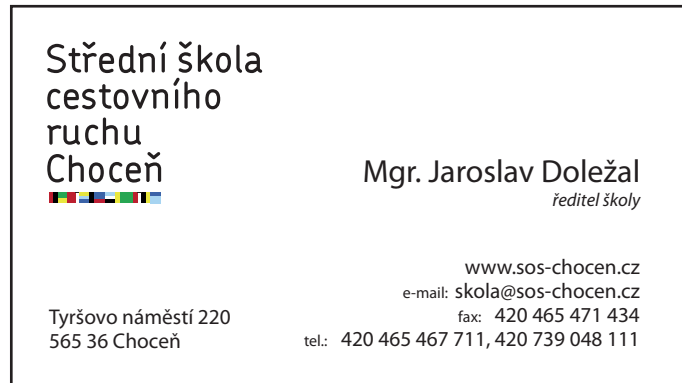 Střední škola
cestovního
ruchu
Choceň
Mgr. Jaroslav Doležal
ředitel školy
www.sos-chocen.cz
e-mail: skola@sos-chocen.cz
fax: 420 465 471 434
tel.: 420 465 467 711, 420 739 048 111
Tyršovo náměstí 220
565 36 Choceň